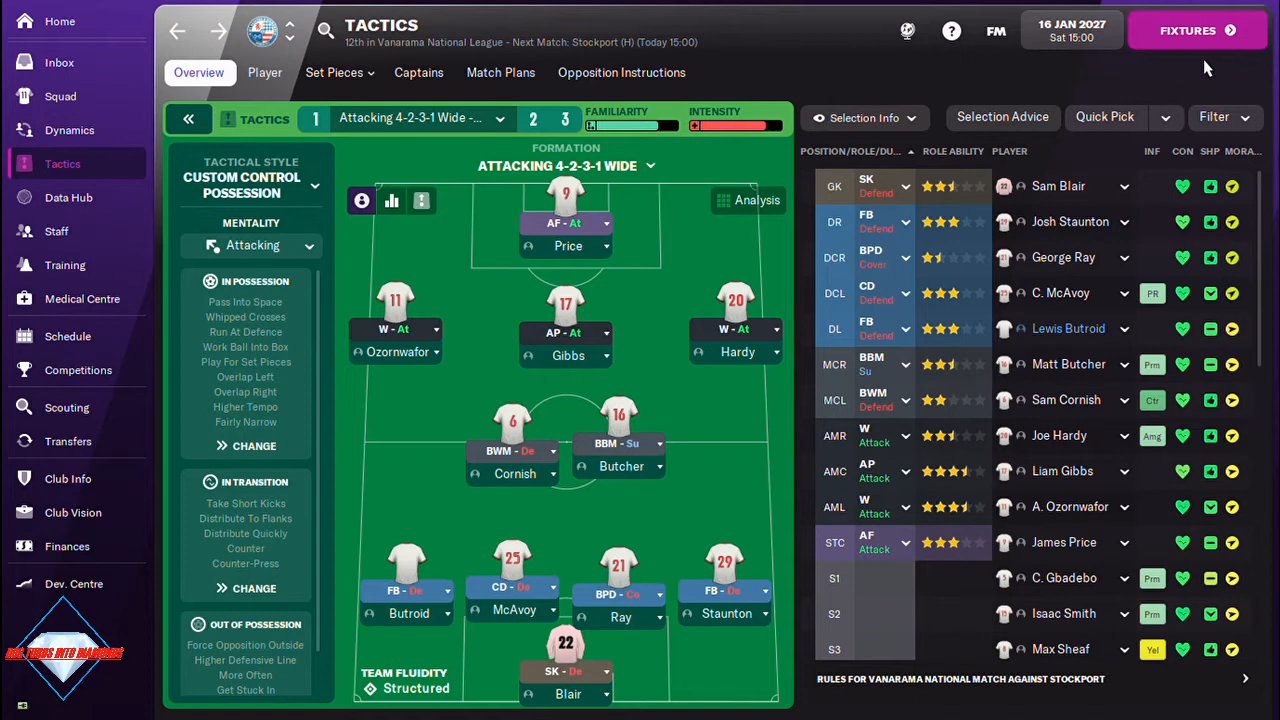 Home
Inbox
Squad
Dynamics
Tactics
Data Hub
Staff
Training
Medical Centre
Schedule
Competitions
Scouting
Transfers
Club Info
Club Vision
Finances
Dev. Centre
TACTICS
12th in Vanarama National League - Next Match: Stockport (H) (Today 15:00)
FM
16 JAN 2027
Sat 15:00
FIXTURES
Overview
Player
Set Pieces
Captains
Match Plans
Opposition Instructions
TACTICS
1
Attacking 4-2-3-1 Wide -...
2
3
FAMILIARITY
INTENSITY
TACTICAL STYLE
CUSTOM CONTROL
POSSESSION
MENTALITY
Attacking
IN POSSESSION
Pass Into Space
Whipped Crosses
Run At Defence
Work Ball Into Box
Play For Set Pieces
Overlap Left
Overlap Right
Higher Tempo
Fairly Narrow
CHANGE
IN TRANSITION
Take Short Kicks
Distribute To Flanks
Distribute Quickly
Counter
Counter-Press
CHANGE
OUT OF POSSESSION
Force Opposition Outside
Higher Defensive Line
More Often
Get Stuck In
FORMATION
ATTACKING 4-2-3-1 WIDE
Analysis
9
AF - At
Price
11
W - At
Ozornwafor
17
AP - At
Gibbs
20
W - At
Hardy
6
BWM - De
Cornish
16
BBM - Su
Butcher
FB - De
Butroid
25
CD - De
McAvoy
21
BPD - Co
Ray
29
FB - De
Staunton
22
SK - De
Blair
TEAM FLUIDITY
Structured
Selection Info
Selection Advice
Quick Pick
Filter
POSITION/ROLE/DU... ROLE ABILITY PLAYER INF CON SHP MORA...
GK SK Defend 22 Sam Blair
DR FB Defend 29 Josh Staunton
DCR BPD Cover 21 George Ray
DCL CD Defend 25 C. McAvoy PR
DL FB Defend Lewis Butroid
MCR BBM Su 16 Matt Butcher Prm
MCL BWM Defend 6 Sam Cornish Ctr
AMR W Attack 20 Joe Hardy Amg
AMC AP Attack 17 Liam Gibbs
AML W Attack 11 A. Ozornwafor
STC AF Attack 9 James Price
S1 C. Gbadebo Prm
S2 Isaac Smith Prm
S3 Max Sheaf Yel
RULES FOR VANARAMA NATIONAL MATCH AGAINST STOCKPORT